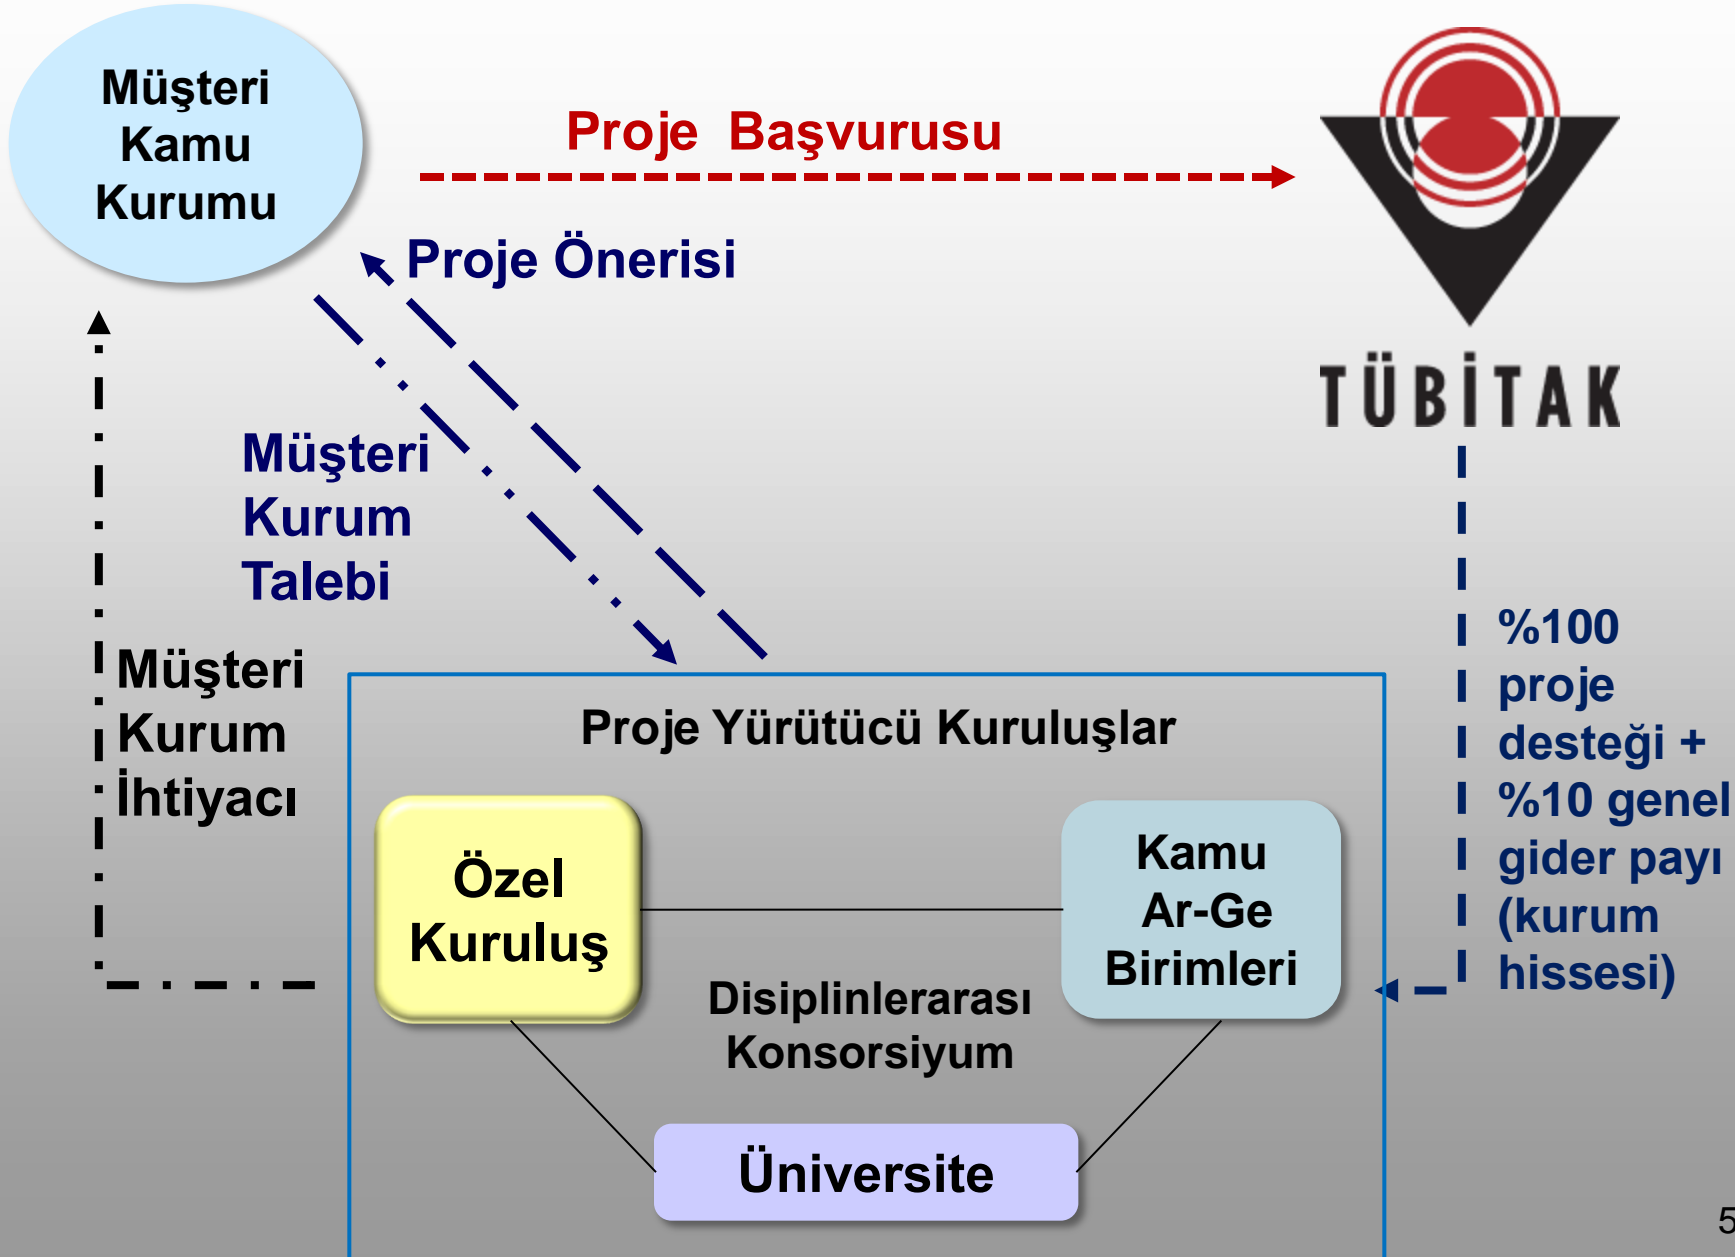 Müşteri
Kamu
Kurumu
Proje Başvurusu
Proje Önerisi
TÜBİTAK
Müşteri
Kurum
Talebi
Müşteri
Kurum
İhtiyacı
%100
proje
desteği +
%10 genel
gider payı
(kurum
hissesi)
Proje Yürütücü Kuruluşlar
Özel
Kuruluş
Kamu
Ar-Ge
Birimleri
Disiplinlerarası
Konsorsiyum
Üniversite
5